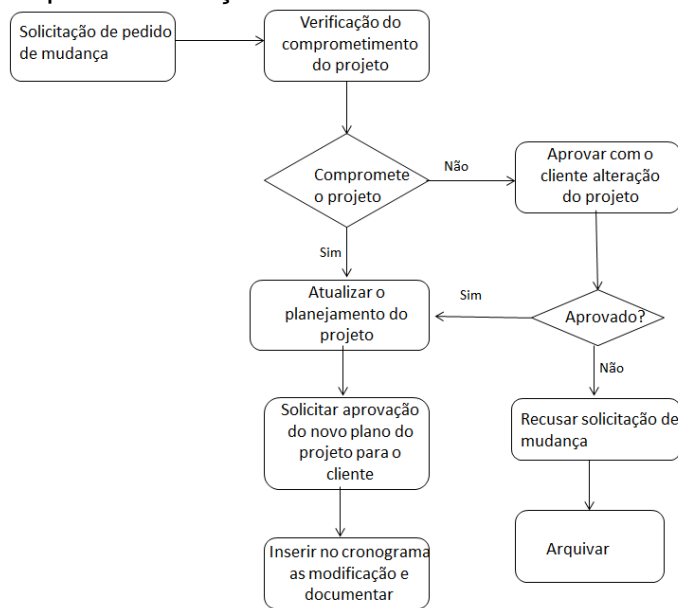 Solicitação de pedido
de mudança
Verificação do
comprometimento
do projeto
Compromete
o projeto
Não
Aprovar com o
cliente alteração
do projeto
Sim
Atualizar o
planejamento do
projeto
Sim
Aprovado?
Não
Solicitar aprovação
do novo plano do
projeto para o
cliente
Recusar solicitação de
mudança
Inserir no cronograma
as modificação e
documentar
Arquivar